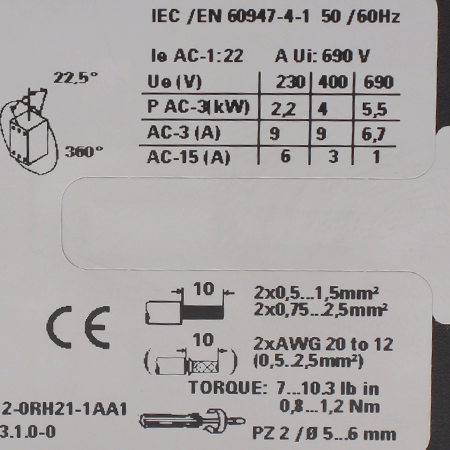 IEC /EN 60947-4-1 50 /60Hz
Ie AC-1:22 A Ui: 690 V
Ue (V) 230 400 690
P AC-3(kW) 2,2 4 5,5
AC-3 (A) 9 9 6,7
AC-15 (A) 6 3 1
22,5°
360°
10 2x0,5...1,5mm²
2x0,75...2,5mm²
10 2xAWG 20 to 12
(0,5..2,5mm²)
TORQUE: 7...10.3 lb in
0,8...1,2 Nm
PZ 2 / Ø 5...6 mm
CE
2-0RH21-1AA1
3.1.0-0